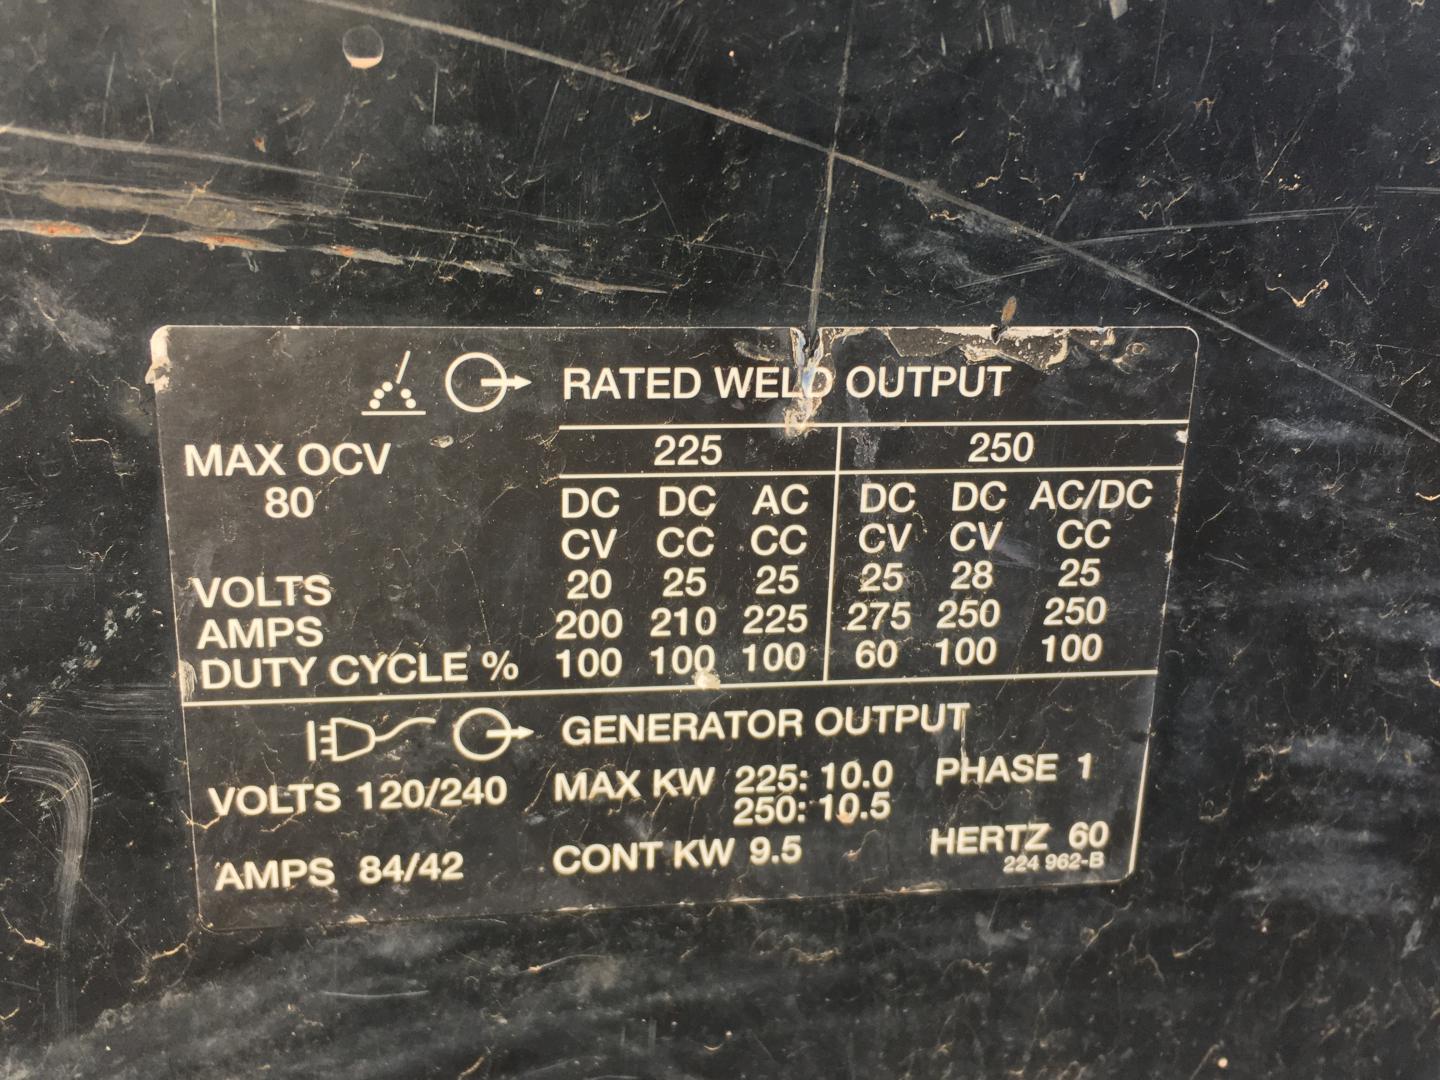 RATED WELD OUTPUT
MAX OCV 225 250
80 DC DC AC DC DC AC/DC
CV CC CC CV CV CC
VOLTS 20 25 25 25 28 25
AMPS 200 210 225 275 250 250
DUTY CYCLE % 100 100 100 60 100 100
GENERATOR OUTPUT
VOLTS 120/240 MAX KW 225: 10.0 PHASE 1
250: 10.5
AMPS 84/42 CONT KW 9.5 HERTZ 60
224 962-B